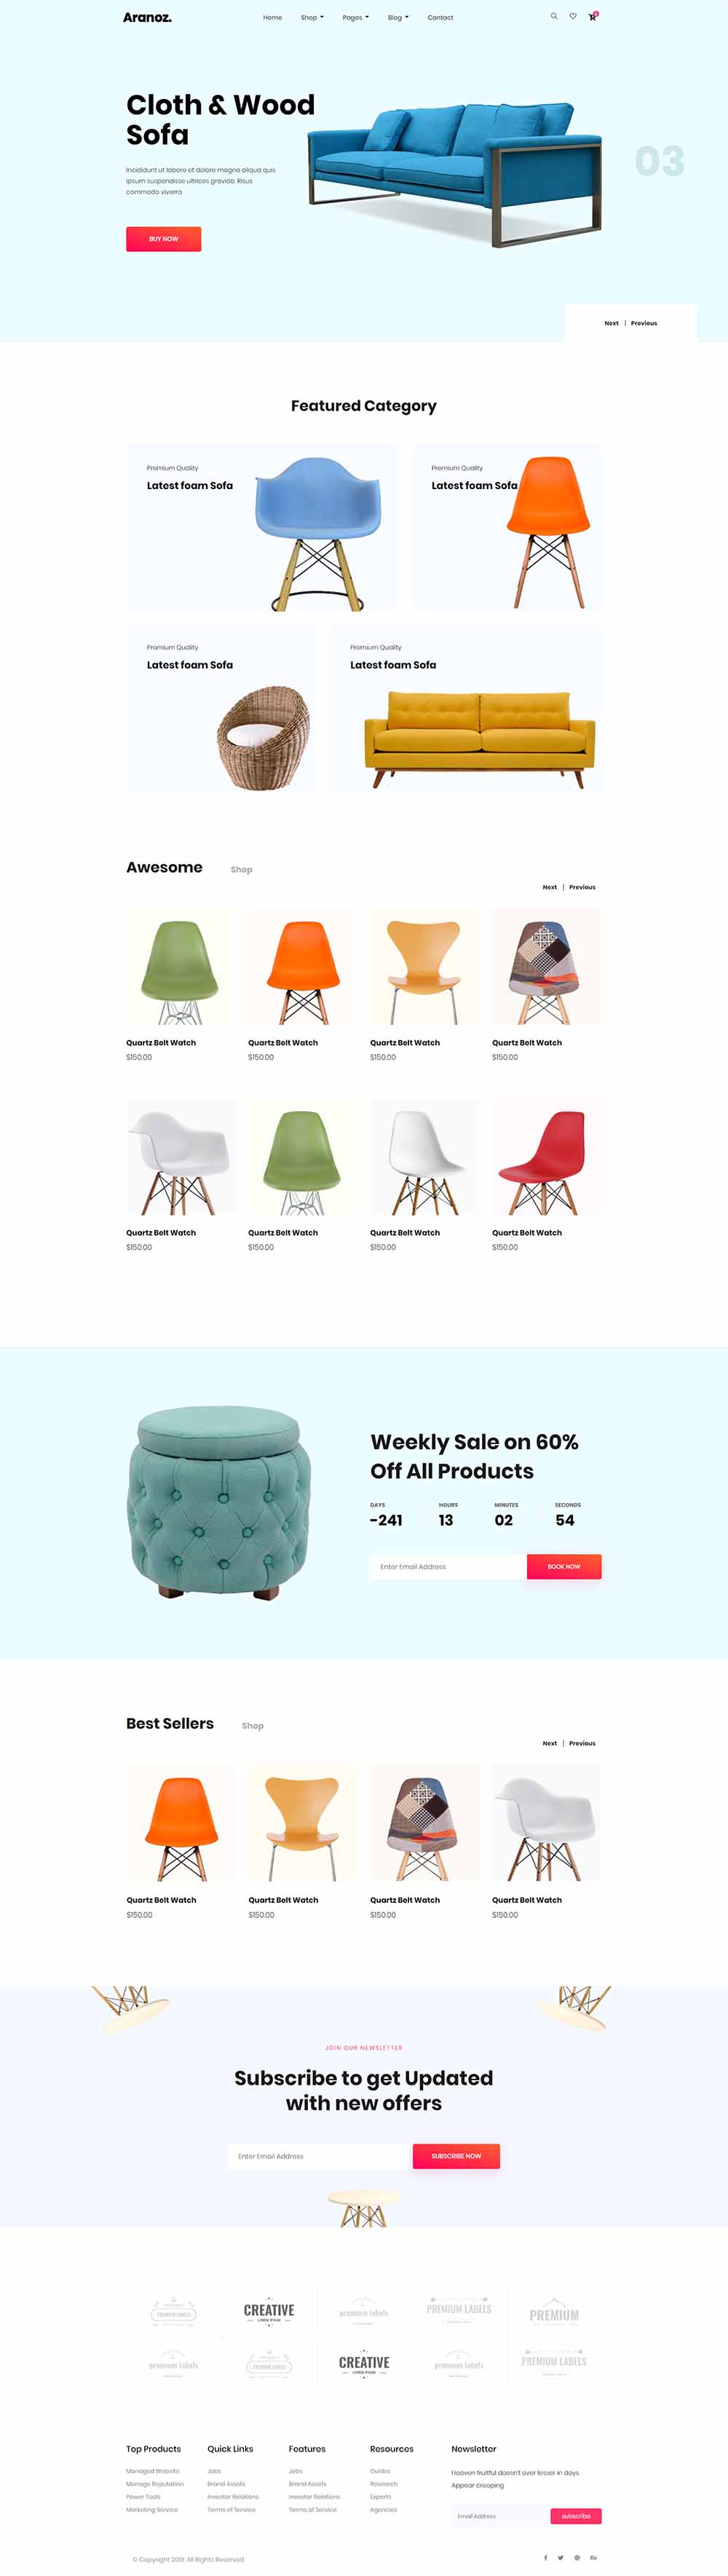 Aranoz.
Home Shop Pages Blog Contact
Cloth & Wood
Sofa
Incididunt ut labore et dolore magna aliqua quis
ipsum suspendisse ultrices gravida. Risus
commodo viverra
BUY NOW
03
Next | Previous
Featured Category
Premium Quality
Latest foam Sofa
Premium Quality
Latest foam Sofa
Premium Quality
Latest foam Sofa
Premium Quality
Latest foam Sofa
Awesome Shop
Next | Previous
Quartz Belt Watch Quartz Belt Watch Quartz Belt Watch Quartz Belt Watch
$150.00 $150.00 $150.00 $150.00
Quartz Belt Watch Quartz Belt Watch Quartz Belt Watch Quartz Belt Watch
$150.00 $150.00 $150.00 $150.00
Weekly Sale on 60%
Off All Products
DAYS HOURS MINUTES SECONDS
-241 13 02 54
Enter Email Address BOOK NOW
Best Sellers Shop
Next | Previous
Quartz Belt Watch Quartz Belt Watch Quartz Belt Watch Quartz Belt Watch
$150.00 $150.00 $150.00 $150.00
JOIN OUR NEWSLETTER
Subscribe to get Updated
with new offers
Enter Email Address SUBSCRIBE NOW
PREMIUM LABELS CREATIVE premium labels PREMIUM LABELS PREMIUM
LOREM IPSUM
premium labels PREMIUM LABELS CREATIVE premium labels PREMIUM LABELS
LOREM IPSUM
Top Products Quick Links Features Resources Newsletter
Managed Website Jobs Jobs Guides Heaven fruitful doesn't over lesser in days.
Manage Reputation Brand Assets Brand Assets Research Appear creeping
Power Tools Investor Relations Investor Relations Experts
Marketing Service Terms of Service Terms of Service Agencies
Email Address subscribe
© Copyright 2019. All Rights Reserved.